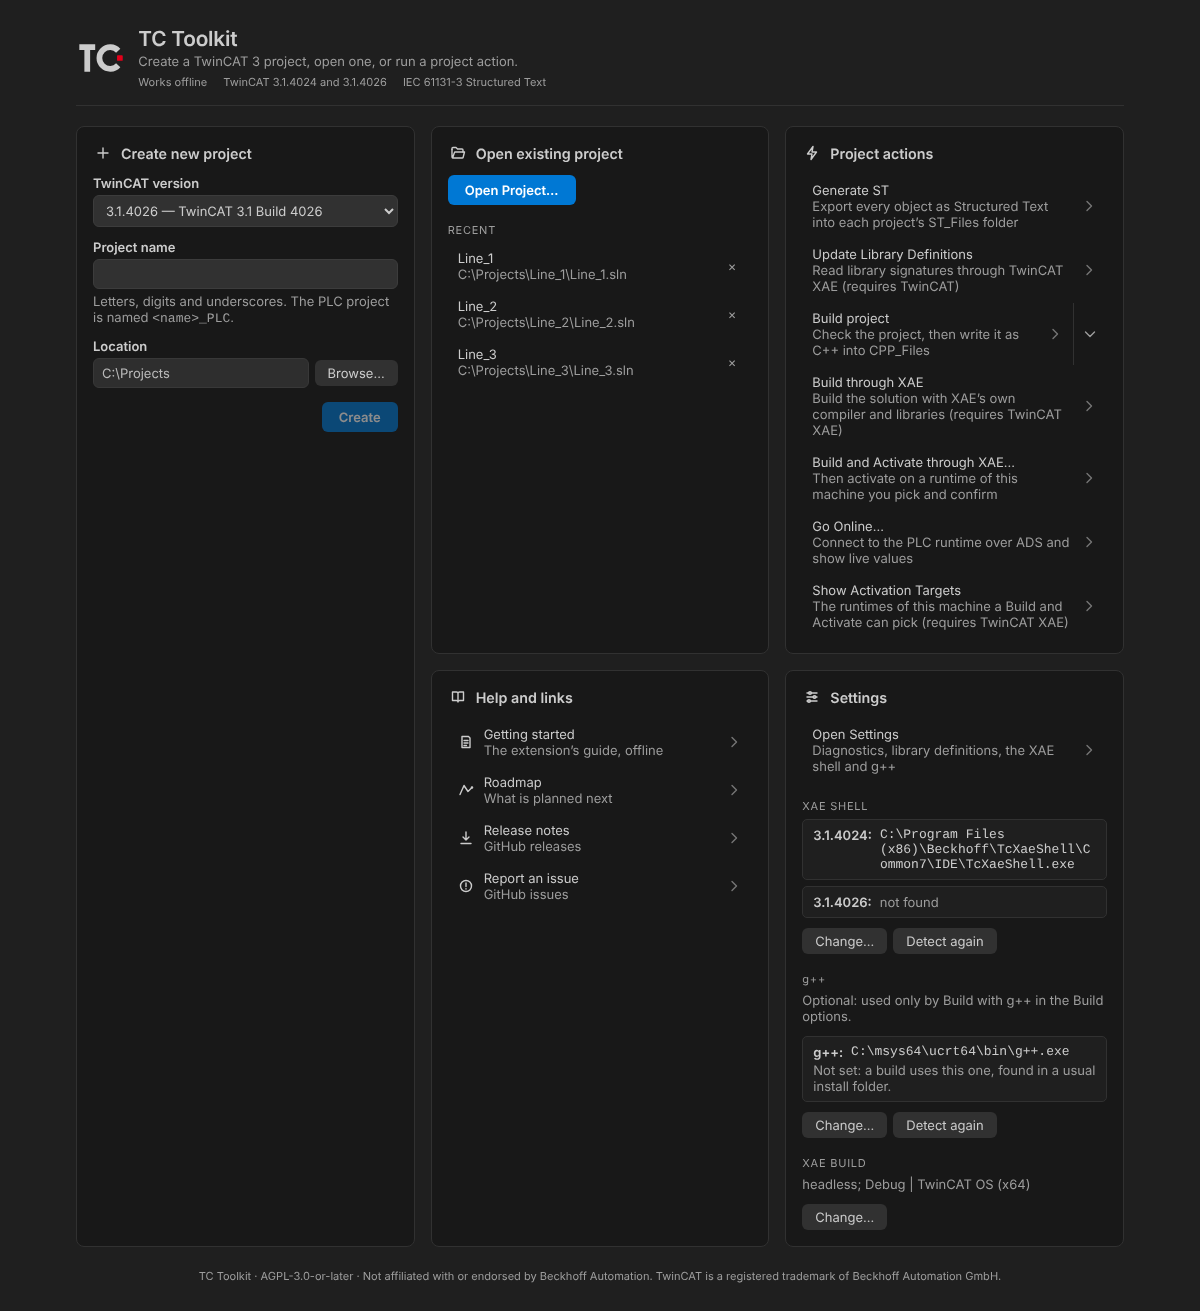 TC
TC Toolkit
Create a TwinCAT 3 project, open one, or run a project action.
Works offline TwinCAT 3.1.4024 and 3.1.4026 IEC 61131-3 Structured Text
Create new project
TwinCAT version
3.1.4026 — TwinCAT 3.1 Build 4026
Project name
Letters, digits and underscores. The PLC project
is named <name>_PLC.
Location
C:\Projects
Browse...
Create
Open existing project
Open Project...
RECENT
Line_1
C:\Projects\Line_1\Line_1.sln
×
Line_2
C:\Projects\Line_2\Line_2.sln
×
Line_3
C:\Projects\Line_3\Line_3.sln
×
Project actions
Generate ST
Export every object as Structured Text
into each project's ST_Files folder
Update Library Definitions
Read library signatures through TwinCAT
XAE (requires TwinCAT)
Build project
Check the project, then write it as
C++ into CPP_Files
Build through XAE
Build the solution with XAE's own
compiler and libraries (requires TwinCAT
XAE)
Build and Activate through XAE...
Then activate on a runtime of this
machine you pick and confirm
Go Online...
Connect to the PLC runtime over ADS and
show live values
Show Activation Targets
The runtimes of this machine a Build and
Activate can pick (requires TwinCAT XAE)
Help and links
Getting started
The extension's guide, offline
Roadmap
What is planned next
Release notes
GitHub releases
Report an issue
GitHub issues
Settings
Open Settings
Diagnostics, library definitions, the XAE
shell and g++
XAE SHELL
3.1.4024: C:\Program Files
(x86)\Beckhoff\TcXaeShell\C
ommon7\IDE\TcXaeShell.exe
3.1.4026: not found
Change... Detect again
g++
Optional: used only by Build with g++ in the Build
options.
g++: C:\msys64\ucrt64\bin\g++.exe
Not set: a build uses this one, found in a usual
install folder.
Change... Detect again
XAE BUILD
headless; Debug | TwinCAT OS (x64)
Change...
TC Toolkit · AGPL-3.0-or-later · Not affiliated with or endorsed by Beckhoff Automation. TwinCAT is a registered trademark of Beckhoff Automation GmbH.